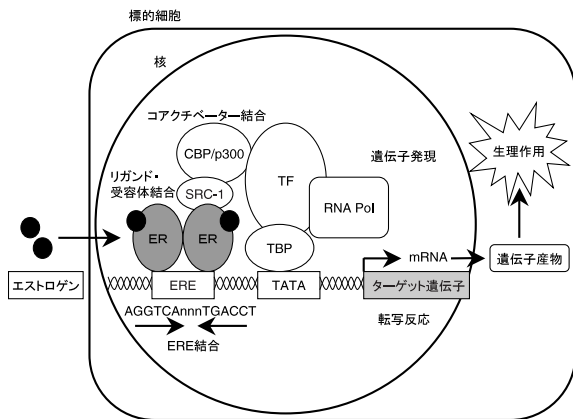 標的細胞
核
コアクチベーター結合
CBP/p300
遺伝子発現
生理作用
リガンド・
受容体結合
SRC-1
TF
RNA Pol
ER
ER
TBP
mRNA
遺伝子産物
エストロゲン
ERE
TATA
ターゲット遺伝子
AGGTCAnnnTGACCT
転写反応
ERE結合